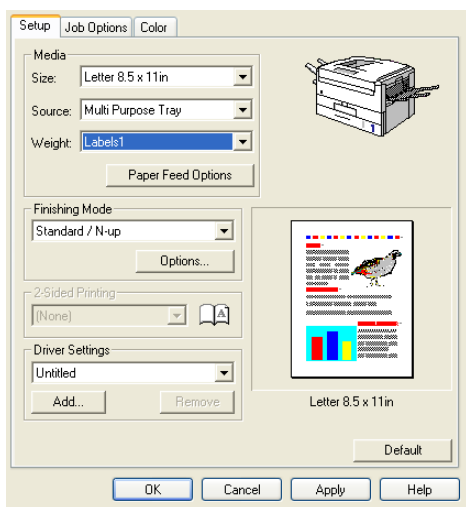 Setup Job Options Color
Media
Size: Letter 8.5 x 11in
Source: Multi Purpose Tray
Weight: Labels1
Paper Feed Options
1
Finishing Mode
Standard / N-up
Options...
2-Sided Printing
(None)
A
Driver Settings
Untitled
Add... Remove
Letter 8.5 x 11in
Default
OK Cancel Apply Help